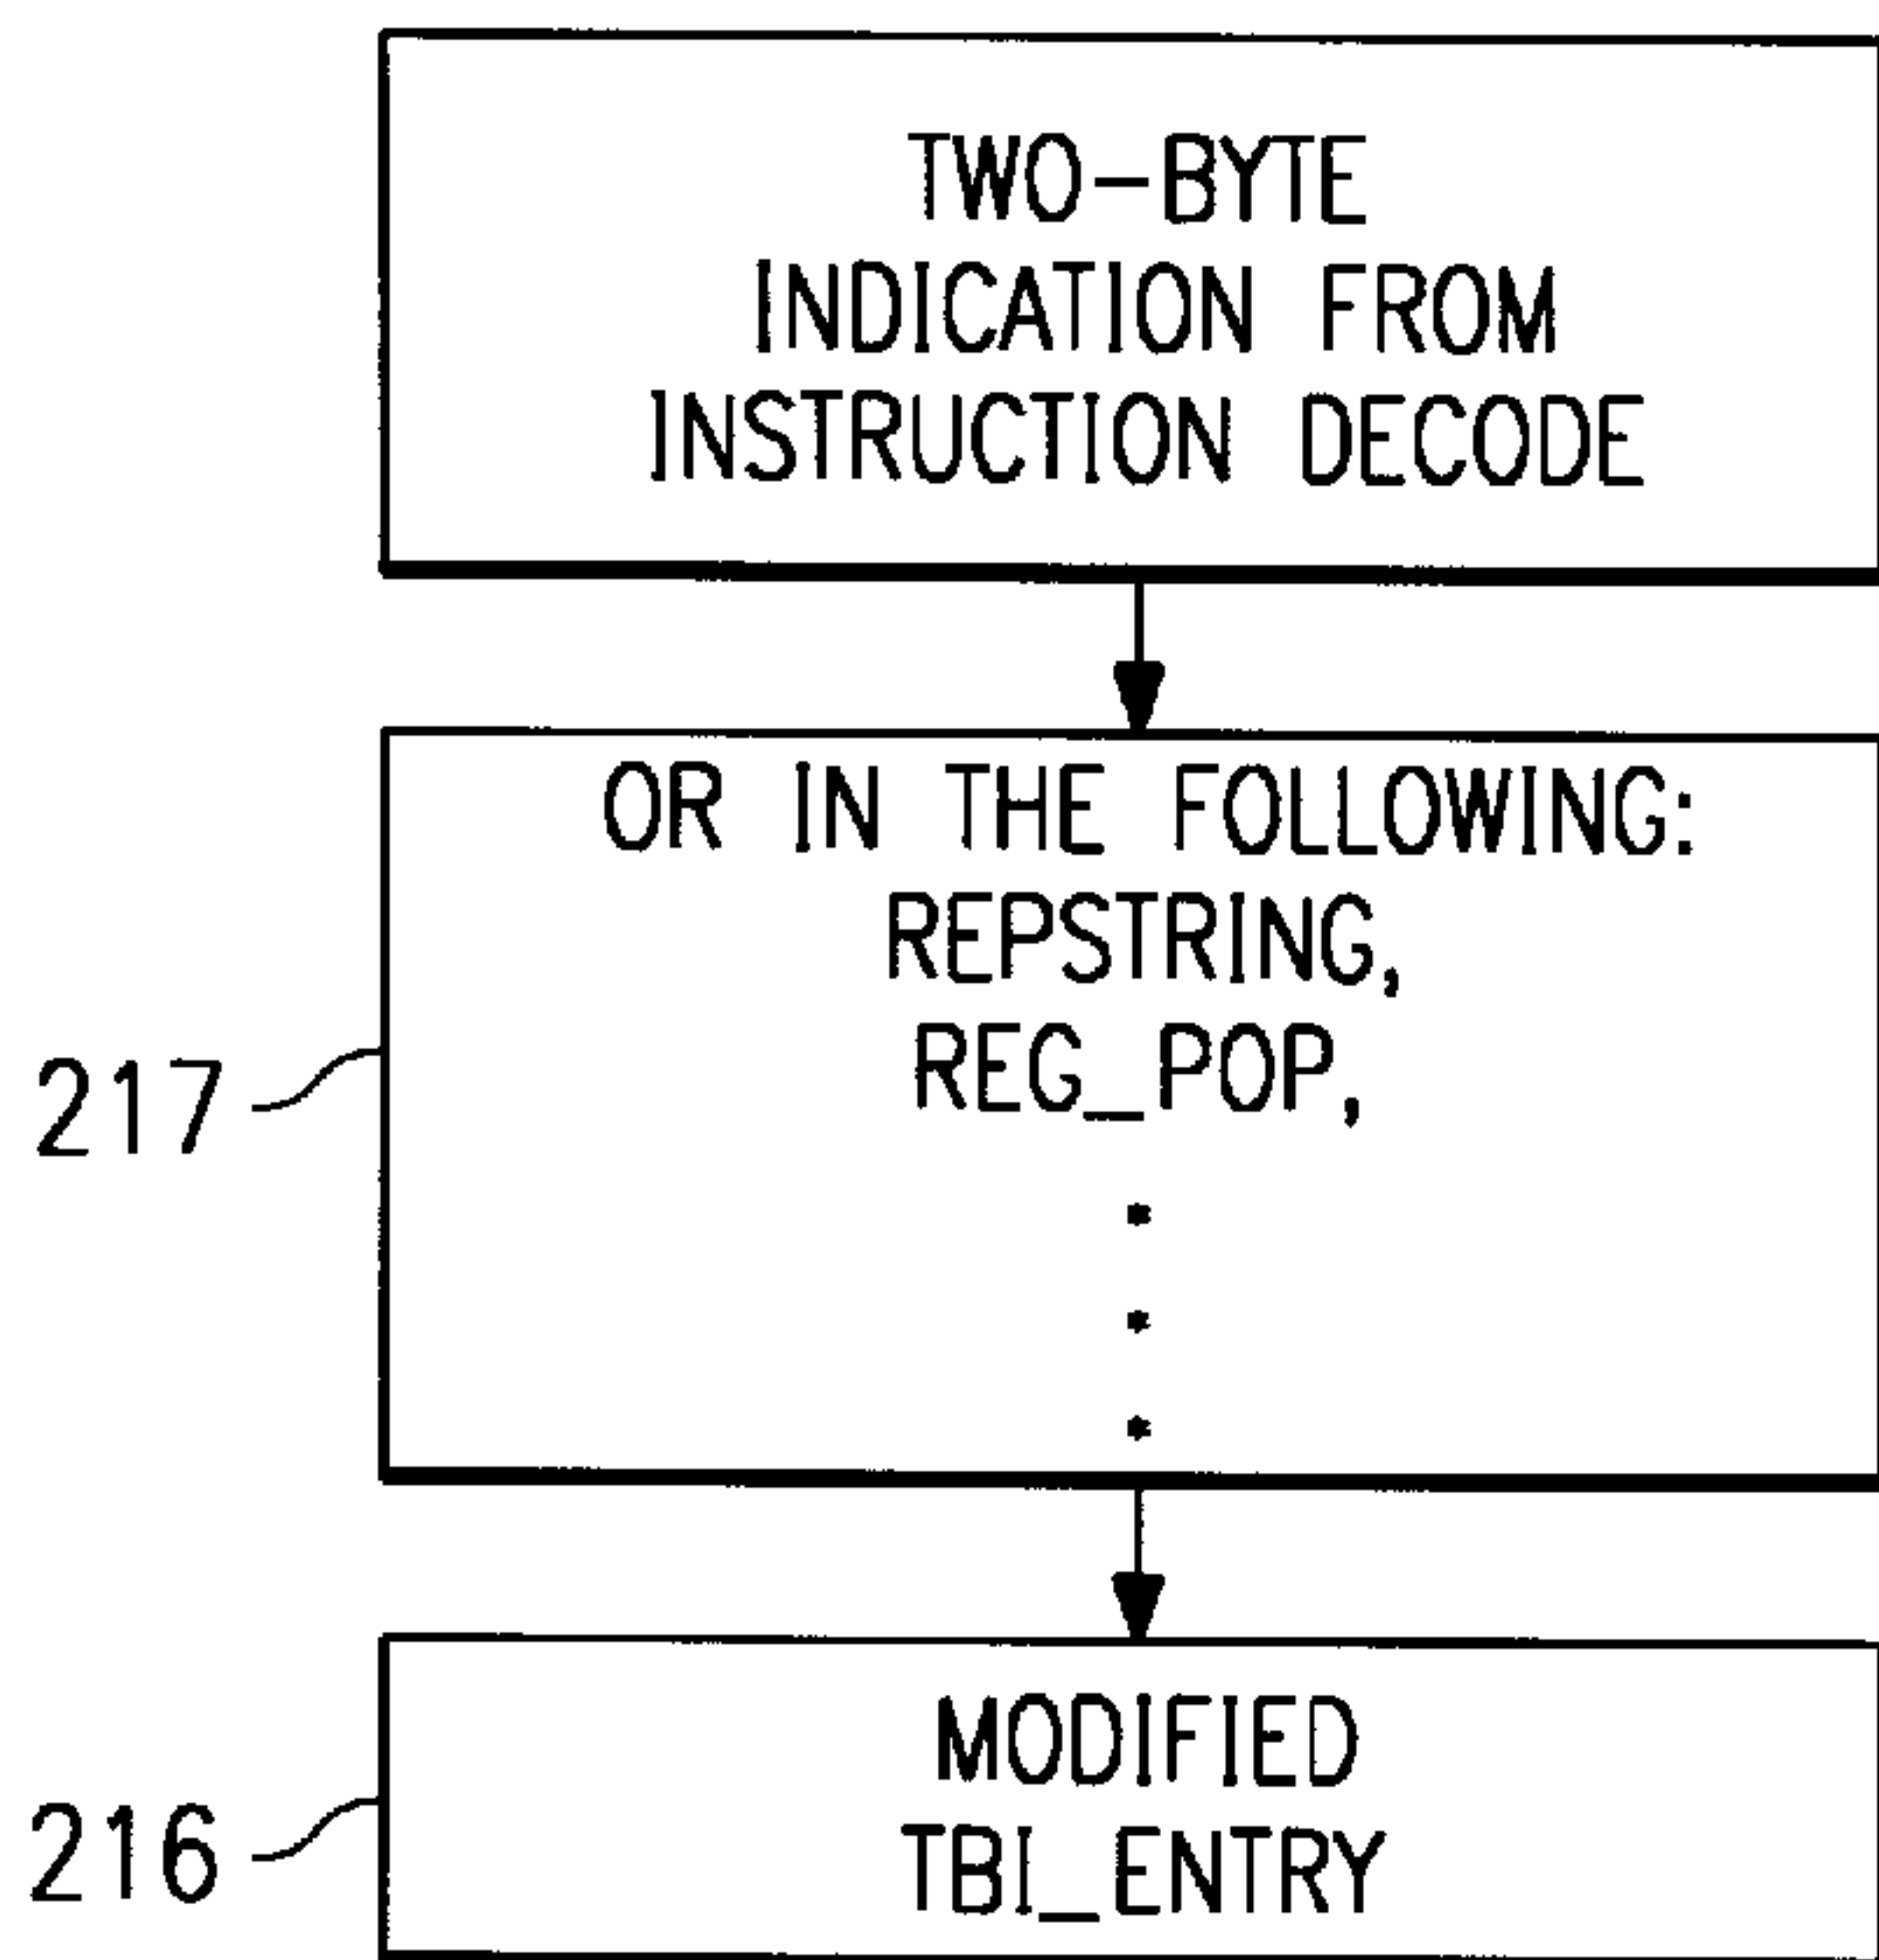 TWO-BYTE
INDICATION FROM
INSTRUCTION DECODE
OR IN THE FOLLOWING:
REPSTRING,
REG_POP,
217
MODIFIED
TBI_ENTRY
216